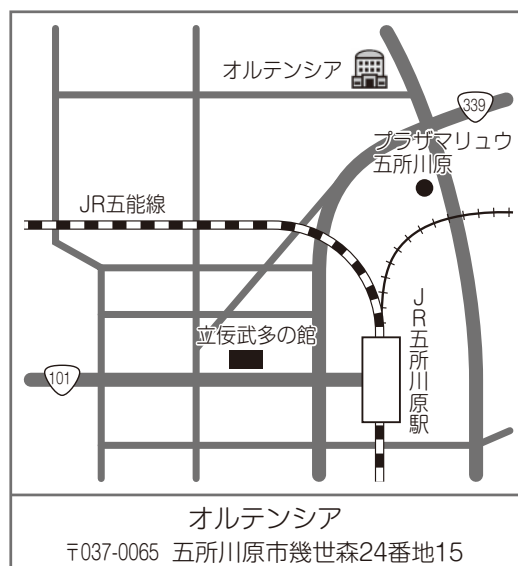 オルテンシア
339
プラザマリュウ
五所川原
JR五能線
立佞武多の館
JR五所川原駅
101
オルテンシア
〒037-0065 五所川原市幾世森24番地15